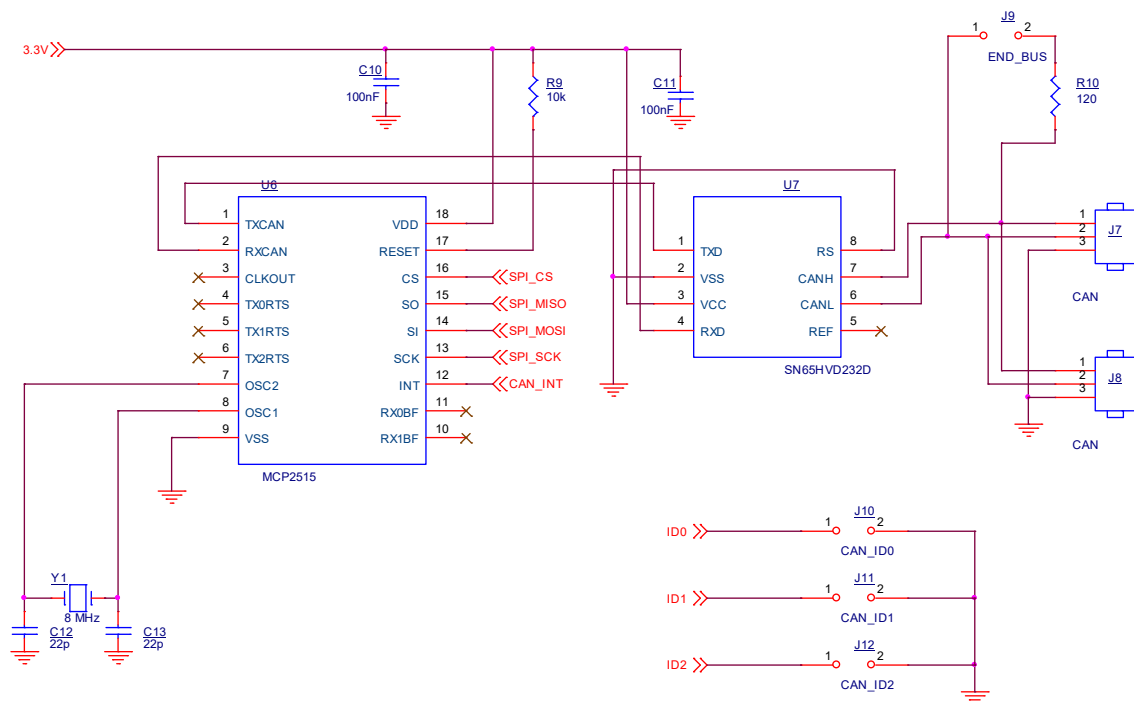 3.3V
C10
100nF
R9
10k
C11
100nF
J9
1 2
END_BUS
R10
120
U6
1 TXCAN
2 RXCAN
3 CLKOUT
4 TX0RTS
5 TX1RTS
6 TX2RTS
7 OSC2
8 OSC1
9 VSS
VDD 18
RESET 17
CS 16
SO 15
SI 14
SCK 13
INT 12
RX0BF 11
RX1BF 10
MCP2515
SPI_CS
SPI_MISO
SPI_MOSI
SPI_SCK
CAN_INT
U7
1 TXD
2 VSS
3 VCC
4 RXD
RS 8
CANH 7
CANL 6
REF 5
SN65HVD232D
1
2
3
J7
CAN
1
2
3
J8
CAN
Y1
8 MHz
C12
22p
C13
22p
ID0
J10
1 2
CAN_ID0
ID1
J11
1 2
CAN_ID1
ID2
J12
1 2
CAN_ID2